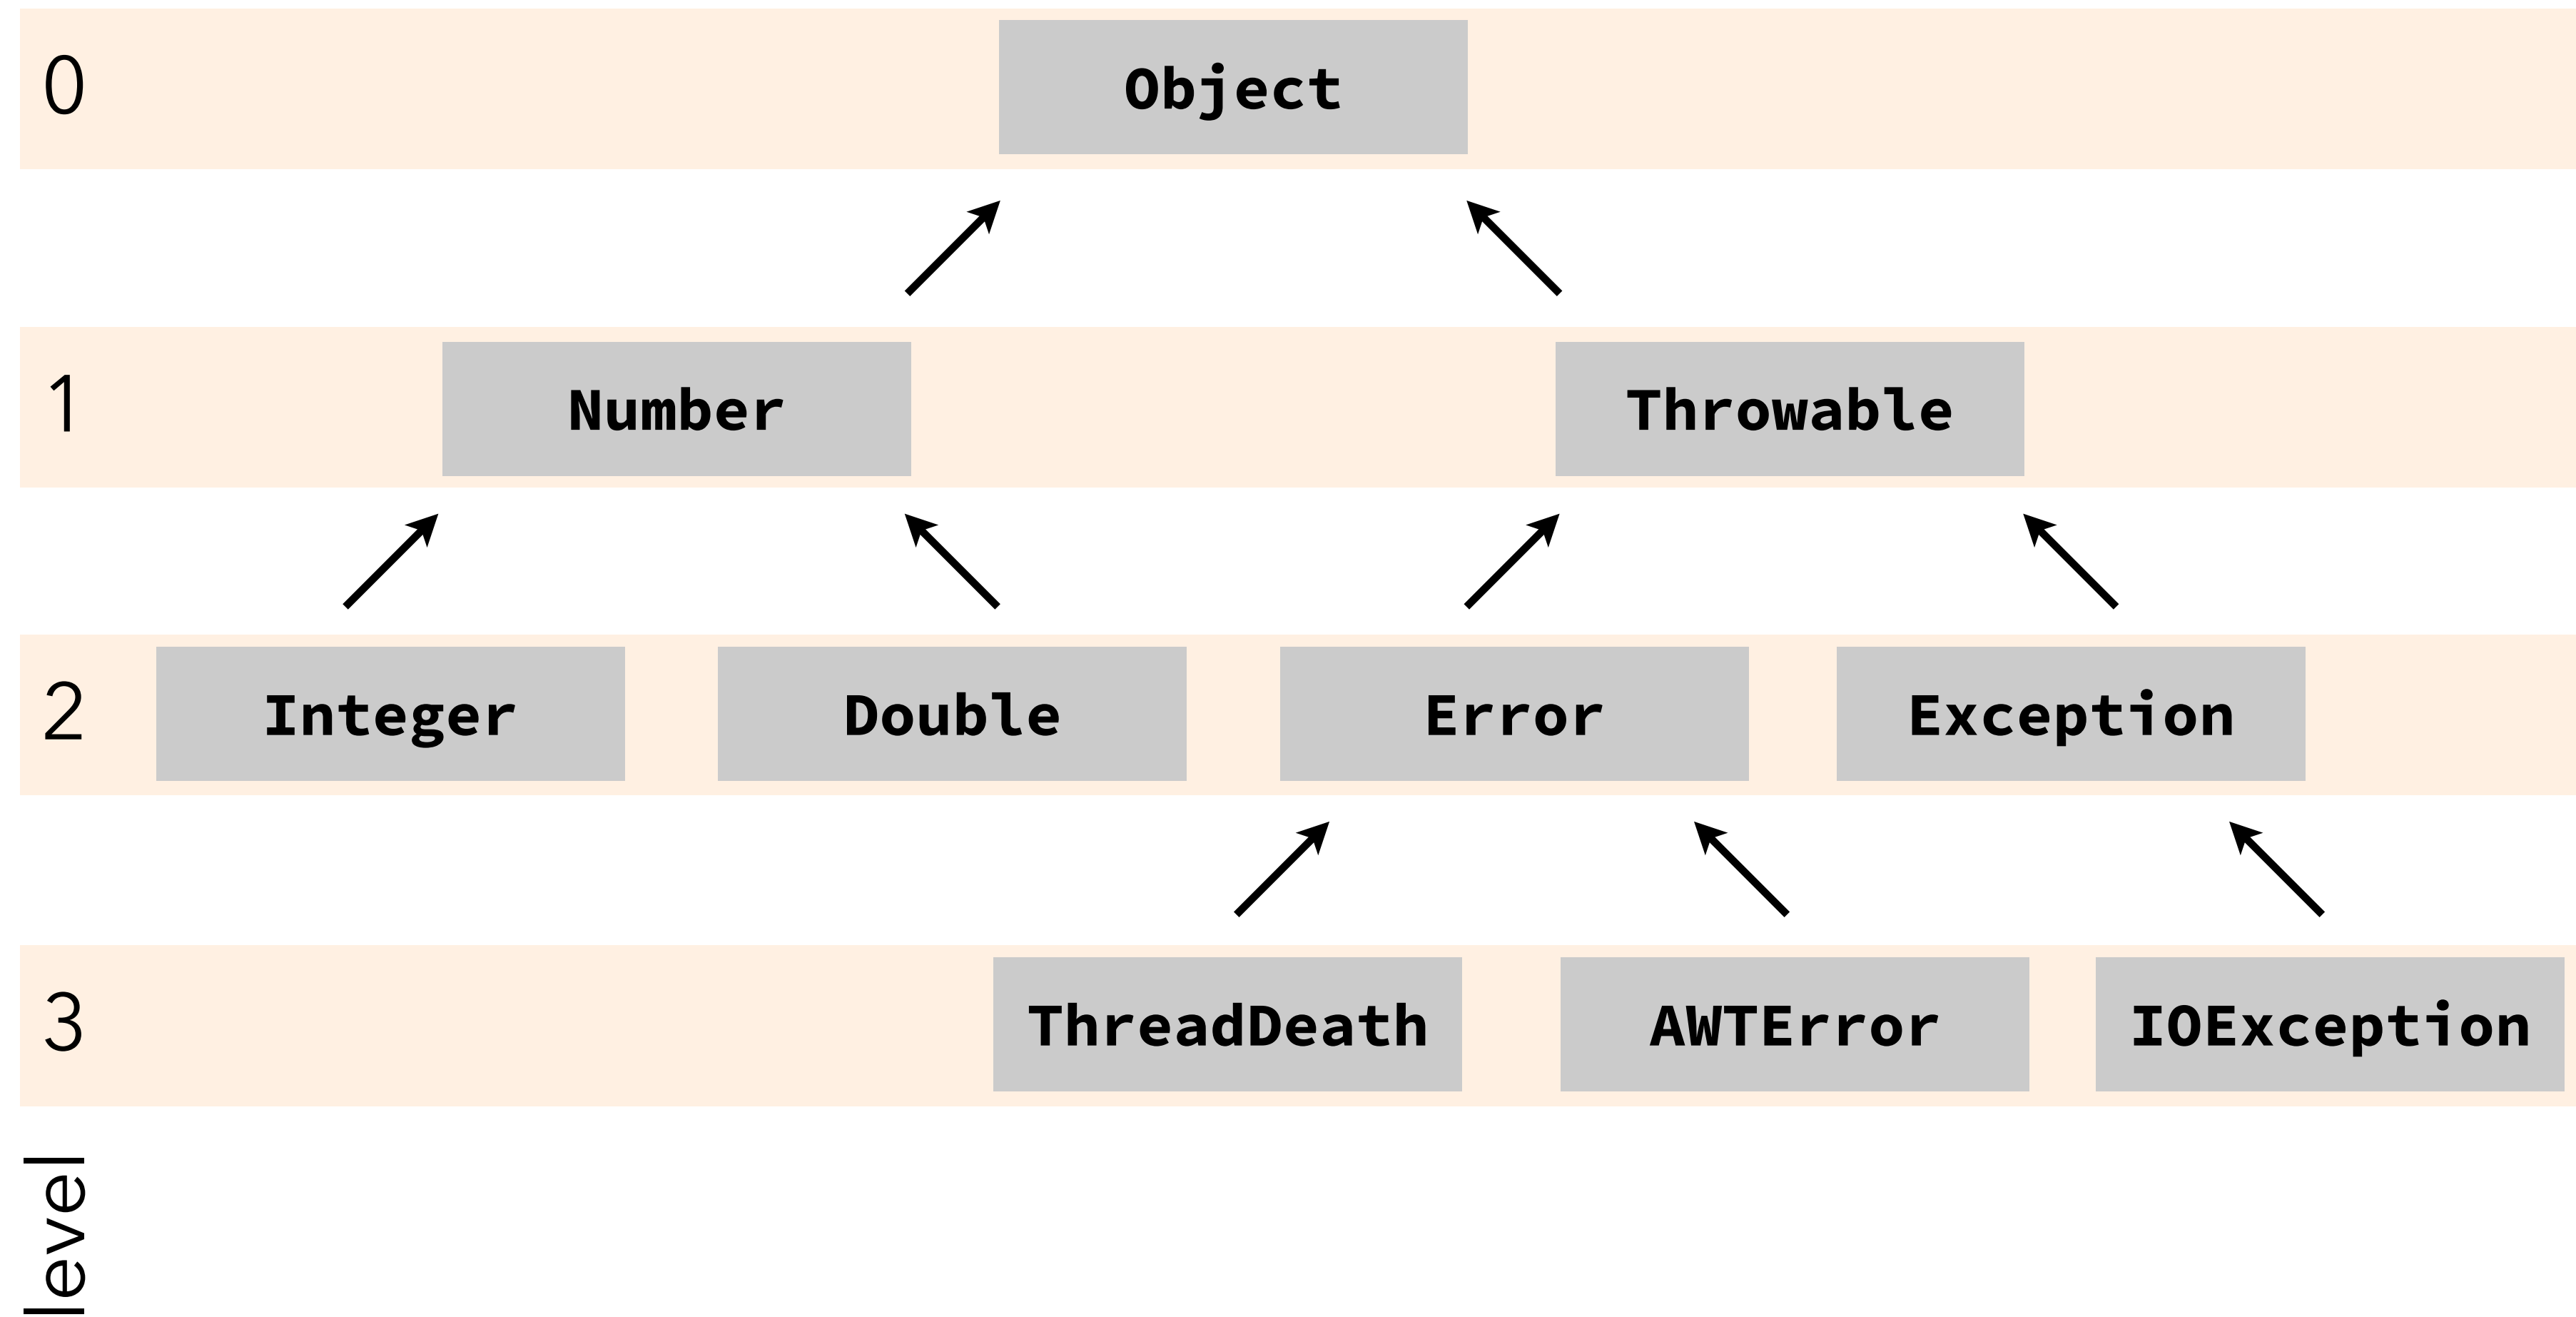 0
Object
1
Number
Throwable
2
Integer
Double
Error
Exception
3
ThreadDeath
AWTError
IOException
level